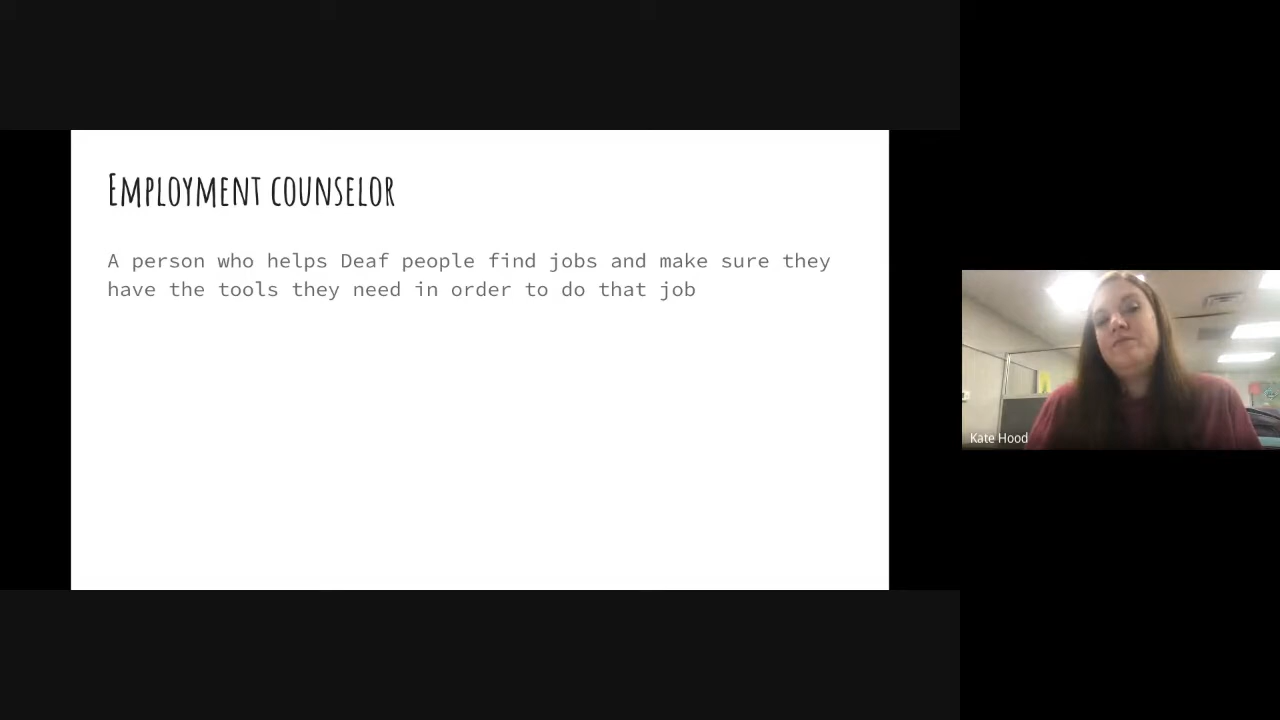 Employment counselor
A person who helps Deaf people find jobs and make sure they
have the tools they need in order to do that job
Kate Hood